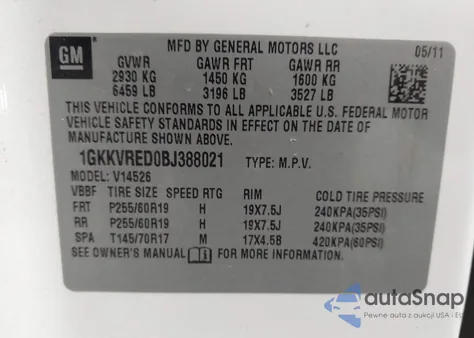 GM
MFD BY GENERAL MOTORS LLC
05/11
GVWR GAWR FRT GAWR RR
2930 KG 1450 KG 1600 KG
6459 LB 3196 LB 3527 LB
THIS VEHICLE CONFORMS TO ALL APPLICABLE U.S. FEDERAL MOTOR
VEHICLE SAFETY STANDARDS IN EFFECT ON THE DATE OF
MANUFACTURE SHOWN ABOVE.
1GKKVRED0BJ388021 TYPE: M.P.V.
MODEL: V14526
VBBF TIRE SIZE SPEED RTG RIM COLD TIRE PRESSURE
FRT P255/60R19 H 19X7.5J 240KPA(35PSI)
RR P255/60R19 H 19X7.5J 240KPA(35PSI)
SPA T145/70R17 M 17X4.5B 420KPA(60PSI)
SEE OWNER'S MANUAL FOR MORE INFORMATION.
autoSnap
Pewne auta z USA i EU